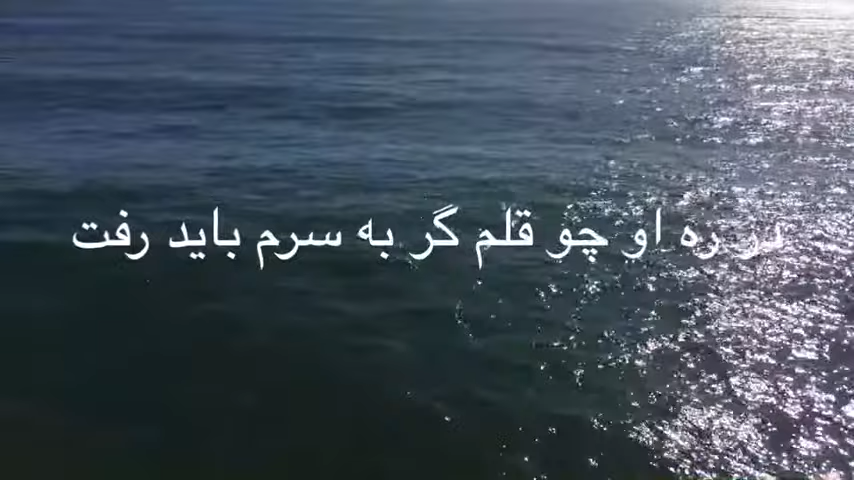 در ره او چو قلم گر به سرم باید رفت